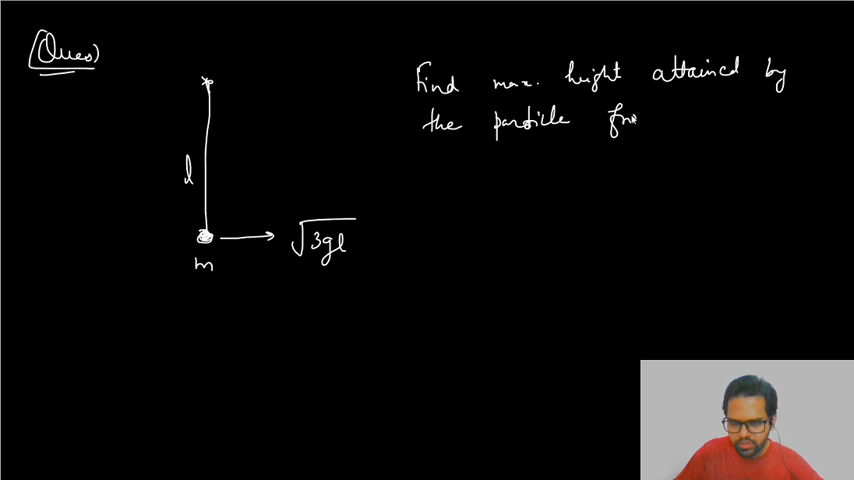 Ques)
Find max. height attained by
the particle
l
√3gl
m